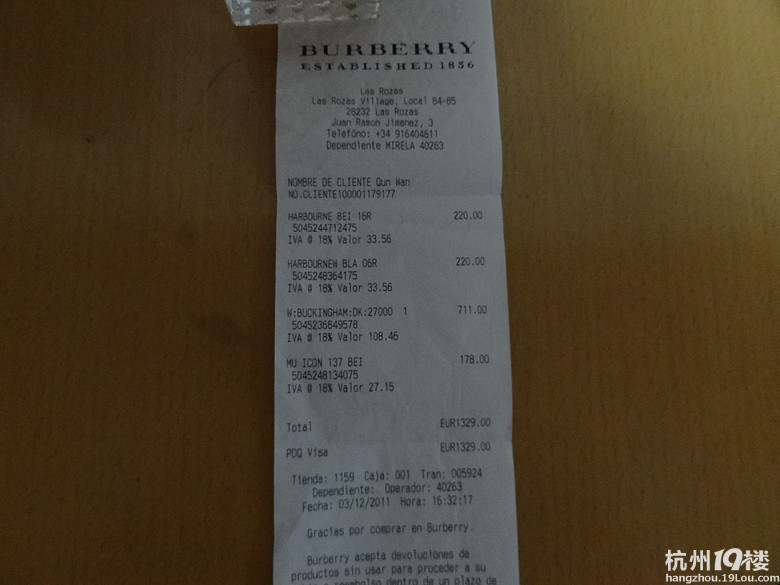 BURBERRY
ESTABLISHED 1856
Las Rozas
Las Rozas Village, Local 84-85
28232 Las Rozas
Juan Ramon Jimenez, 3
Telefóno: +34 916404611
Dependiente MIRELA 40263
NOMBRE DE CLIENTE Qun Wan
NO.CLIENTE100001179177
HARBOURNE BEI 16R 220.00
5045244712475
IVA @ 18% Valor 33.56
HARBOURNEW BLA 06R 220.00
5045248364175
IVA @ 18% Valor 33.56
W:BUCKINGHAM:DK:27000 1 711.00
5045236849578
IVA @ 18% Valor 108.46
MU ICON 137 BEI 178.00
5045248134075
IVA @ 18% Valor 27.15
Total EUR1329.00
PDQ Visa EUR1329.00
Tienda: 1159 Caja: 001 Tran: 005924
Dependiente: Operador: 40263
Fecha: 03/12/2011 Hora: 16:32:17
Gracias por comprar en Burberry.
Burberry acepta devoluciones de
productos sin usar para proceder a su
reembolso dentro de un plazo de
杭州19楼
hangzhou.19Lou.com